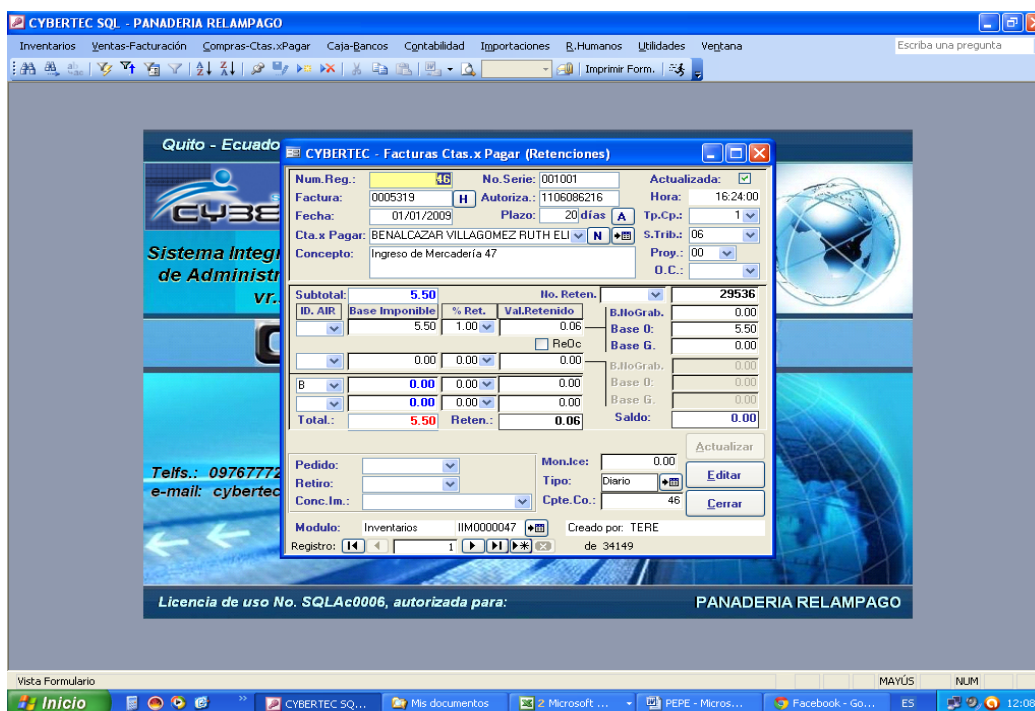 CYBERTEC SQL - PANADERIA RELAMPAGO
Inventarios Ventas-Facturación Compras-Ctas.xPagar Caja-Bancos Contabilidad Importaciones R.Humanos Utilidades Ventana Escriba una pregunta
Imprimir Form.
Quito - Ecuado
CYBE
Sistema Integr
de Administr
vr..
Telfs.: 09767772
e-mail: cybertec
CYBERTEC - Facturas Ctas.x Pagar (Retenciones)
Num.Reg.: 46 No.Serie: 001001 Actualizada:
Factura: 0005319 H Autoriza.: 1106086216 Hora: 16:24:00
Fecha: 01/01/2009 Plazo: 20 días A Tp.Cp.: 1
Cta.x Pagar: BENALCAZAR VILLAGOMEZ RUTH ELI N S.Trib.: 06
Concepto: Ingreso de Mercadería 47 Proy.: 00
O.C.:
Subtotal: 5.50 No. Reten. 29536
ID. AIR Base Imponible % Ret. Val.Retenido B.NoGrab. 0.00
5.50 1.00 0.06 Base 0: 5.50
ReOc Base G. 0.00
0.00 0.00 0.00 B.NoGrab. 0.00
B 0.00 0.00 0.00 Base 0: 0.00
0.00 0.00 0.00 Base G. 0.00
Total.: 5.50 Reten.: 0.06 Saldo: 0.00
Actualizar
Pedido: Mon.Ice: 0.00
Retiro: Tipo: Diario Editar
Conc.Im.: Cpte.Co.: 46 Cerrar
Modulo: Inventarios IIM0000047 Creado por: TERE
Registro: 1 de 34149
Licencia de uso No. SQLAc0006, autorizada para: PANADERIA RELAMPAGO
Vista Formulario MAYÚS NUM
Inicio » CYBERTEC SQ... Mis documentos 2 Microsoft ... PEPE - Micros... Facebook - Go... ES 12:08